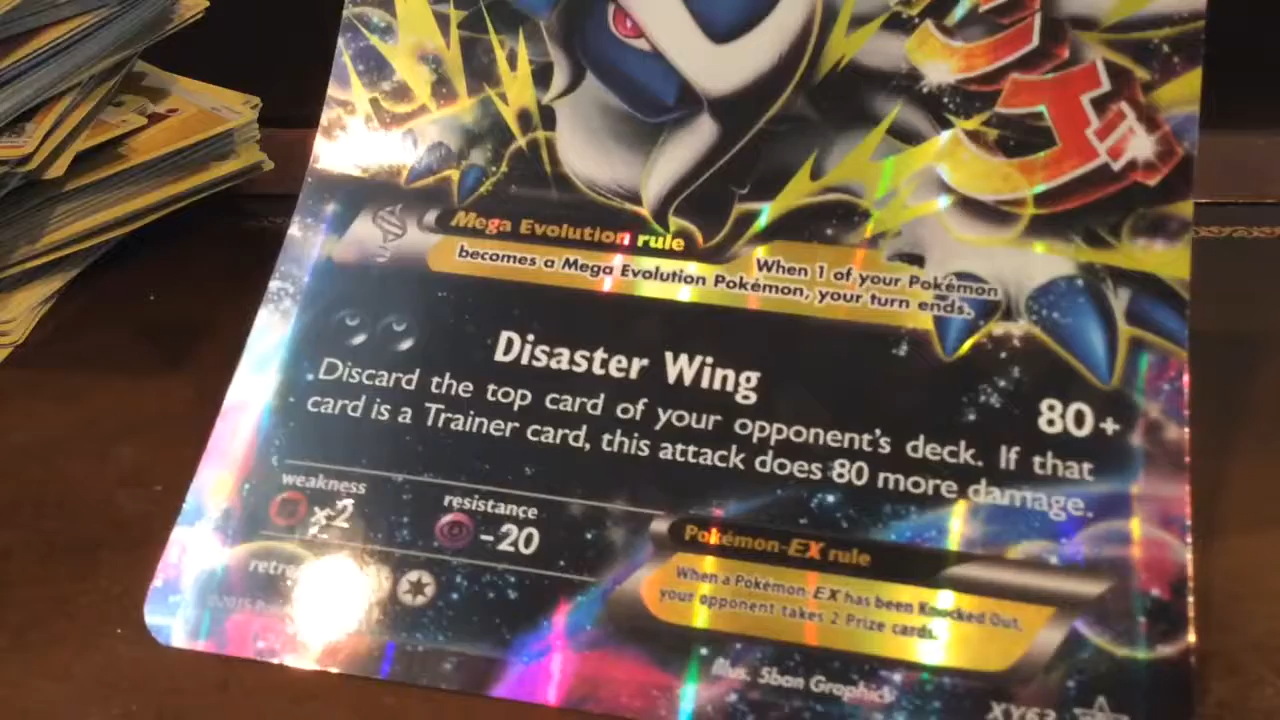 Mega Evolution rule
When 1 of your Pokémon
becomes a Mega Evolution Pokémon, your turn ends.
Disaster Wing
80+
Discard the top card of your opponent's deck. If that
card is a Trainer card, this attack does 80 more damage.
weakness
×2
resistance
-20
Pokémon-EX rule
When a Pokémon-EX has been Knocked Out,
your opponent takes 2 Prize cards.
©2015
Illus. 5ban Graphics